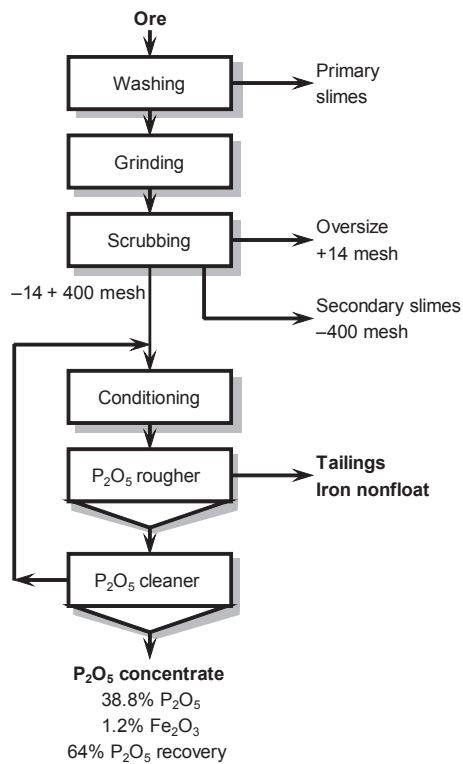 Ore
Washing
Primary
slimes
Grinding
Scrubbing
Oversize
+14 mesh
–14 + 400 mesh
Secondary slimes
–400 mesh
Conditioning
P₂O₅ rougher
Tailings
Iron nonfloat
P₂O₅ cleaner
P₂O₅ concentrate
38.8% P₂O₅
1.2% Fe₂O₃
64% P₂O₅ recovery